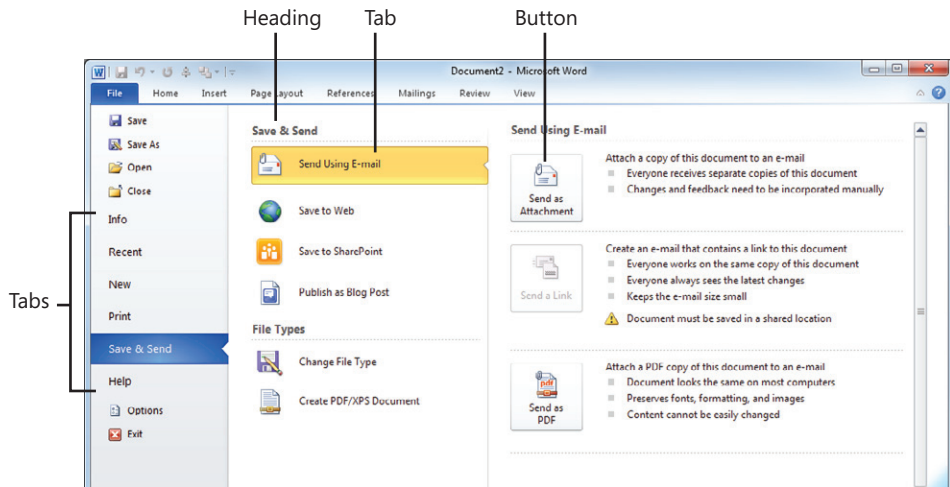 Heading Tab Button
Document2 - Microsoft Word
File Home Insert Page Layout References Mailings Review View
Save
Save As
Open
Close
Info
Recent
New
Print
Save & Send
Help
Options
Exit
Tabs
Save & Send
Send Using E-mail
Save to Web
Save to SharePoint
Publish as Blog Post
File Types
Change File Type
Create PDF/XPS Document
Send Using E-mail
Send as
Attachment
Attach a copy of this document to an e-mail
Everyone receives separate copies of this document
Changes and feedback need to be incorporated manually
Send a Link
Create an e-mail that contains a link to this document
Everyone works on the same copy of this document
Everyone always sees the latest changes
Keeps the e-mail size small
Document must be saved in a shared location
Send as
PDF
Attach a PDF copy of this document to an e-mail
Document looks the same on most computers
Preserves fonts, formatting, and images
Content cannot be easily changed